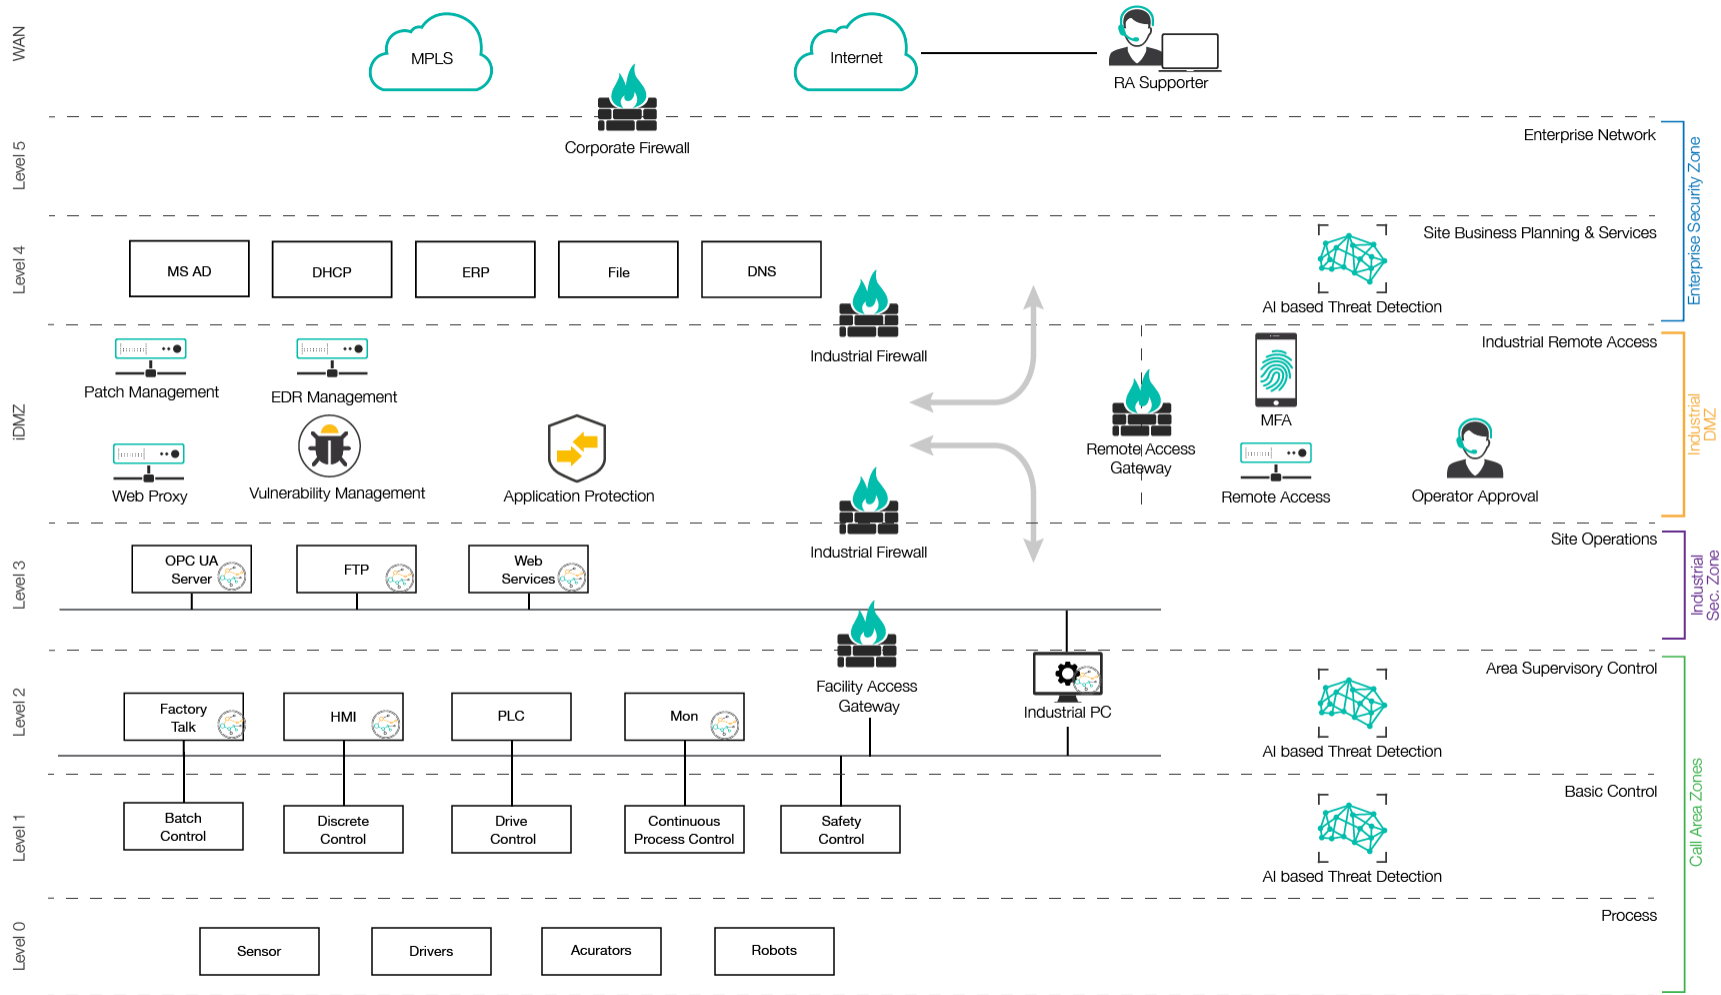 WAN
MPLS
Internet
RA Supporter
Corporate Firewall
Level 5
Enterprise Network
Enterprise Security Zone
Level 4
MS AD
DHCP
ERP
File
DNS
Site Business Planning & Services
AI based Threat Detection
Industrial Firewall
iDMZ
Patch Management
EDR Management
Web Proxy
Vulnerability Management
Application Protection
Industrial Firewall
Remote Access
Gateway
Industrial Remote Access
MFA
Remote Access
Operator Approval
Industrial
DMZ
Level 3
OPC UA
Server
FTP
Web
Services
Site Operations
Industrial
Sec. Zone
Level 2
Facility Access
Gateway
Industrial PC
Area Supervisory Control
Factory
Talk
HMI
PLC
Mon
AI based Threat Detection
Level 1
Batch
Control
Discrete
Control
Drive
Control
Continuous
Process Control
Safety
Control
Basic Control
AI based Threat Detection
Call Area Zones
Level 0
Sensor
Drivers
Acurators
Robots
Process